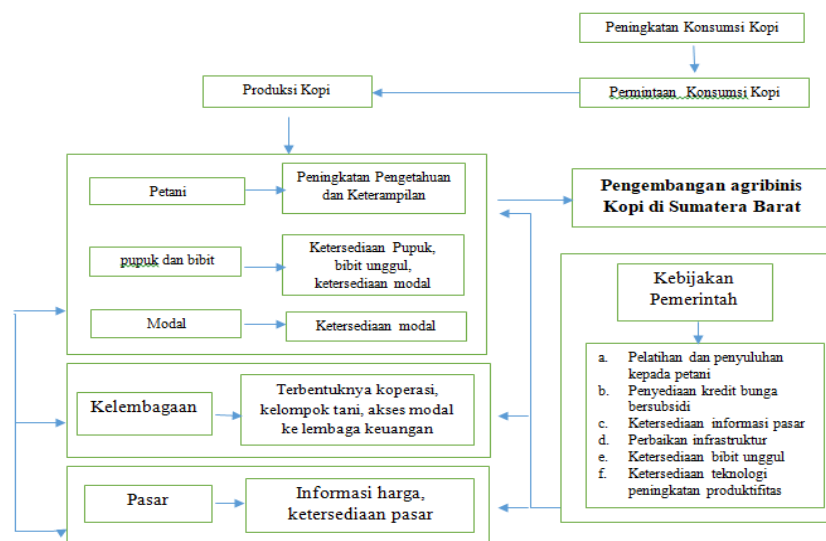 Peningkatan Konsumsi Kopi
Produksi Kopi
Permintaan Konsumsi Kopi
Petani
Peningkatan Pengetahuan
dan Keterampilan
pupuk dan bibit
Ketersediaan Pupuk,
bibit unggul,
ketersediaan modal
Modal
Ketersediaan modal
Pengembangan agribinis
Kopi di Sumatera Barat
Kelembagaan
Terbentuknya koperasi,
kelompok tani, akses modal
ke lembaga keuangan
Pasar
Informasi harga,
ketersediaan pasar
Kebijakan
Pemerintah
a. Pelatihan dan penyuluhan
kepada petani
b. Penyediaan kredit bunga
bersubsidi
c. Ketersediaan informasi pasar
d. Perbaikan infrastruktur
e. Ketersediaan bibit unggul
f. Ketersediaan teknologi
peningkatan produktifitas